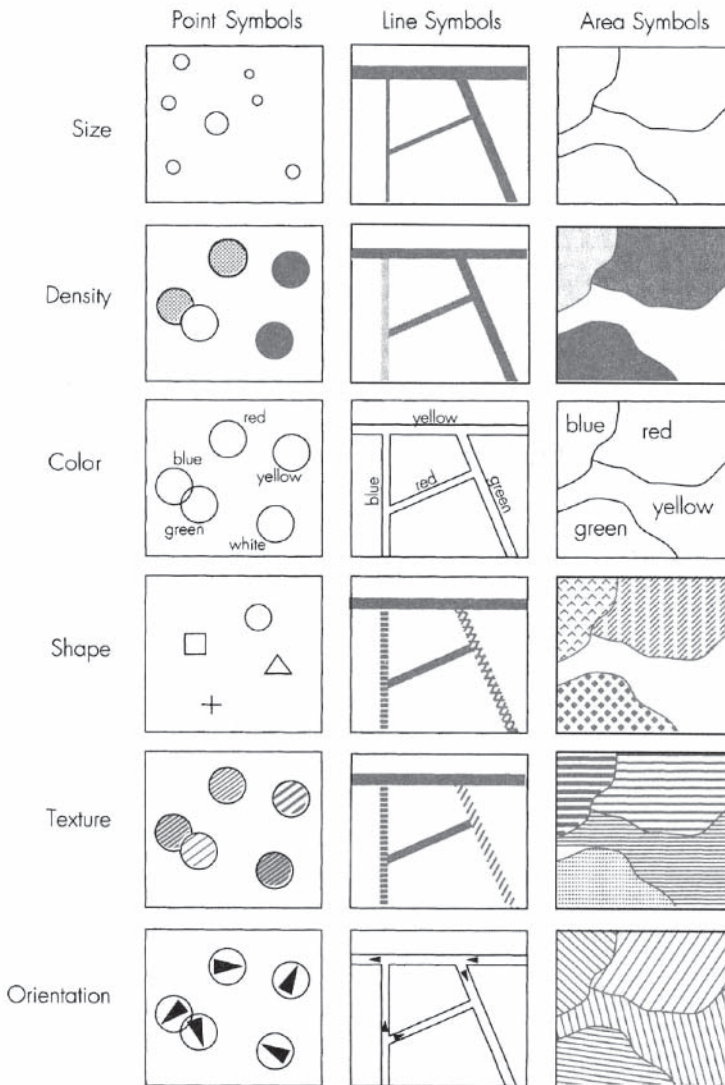 Point Symbols
Line Symbols
Area Symbols
Size
Density
Color
red
blue
yellow
green
white
yellow
blue
red
green
blue
red
yellow
green
Shape
Texture
Orientation